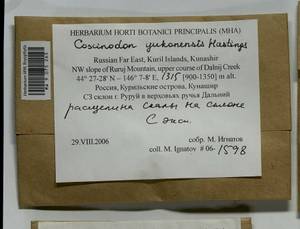 HERBARIUM HORTI BOTANICI PRINCIPALIS (MHA)
Coscinodon yukonensis Hastings
Russian Far East, Kuril Islands, Kunashir
NW slope of Ruruj Mountain, upper course of Dalnij Creek
44° 27-28' N – 146° 7-8' E, 1315 [900-1350] m alt.
Россия, Курильские острова, Кунашир
СЗ склон г. Руруй в верховьях ручья Дальний
расщелина скалы на склоне
С эксп.
29.VIII.2006
собр. М. Игнатов
coll. M. Ignatov # 06-1598